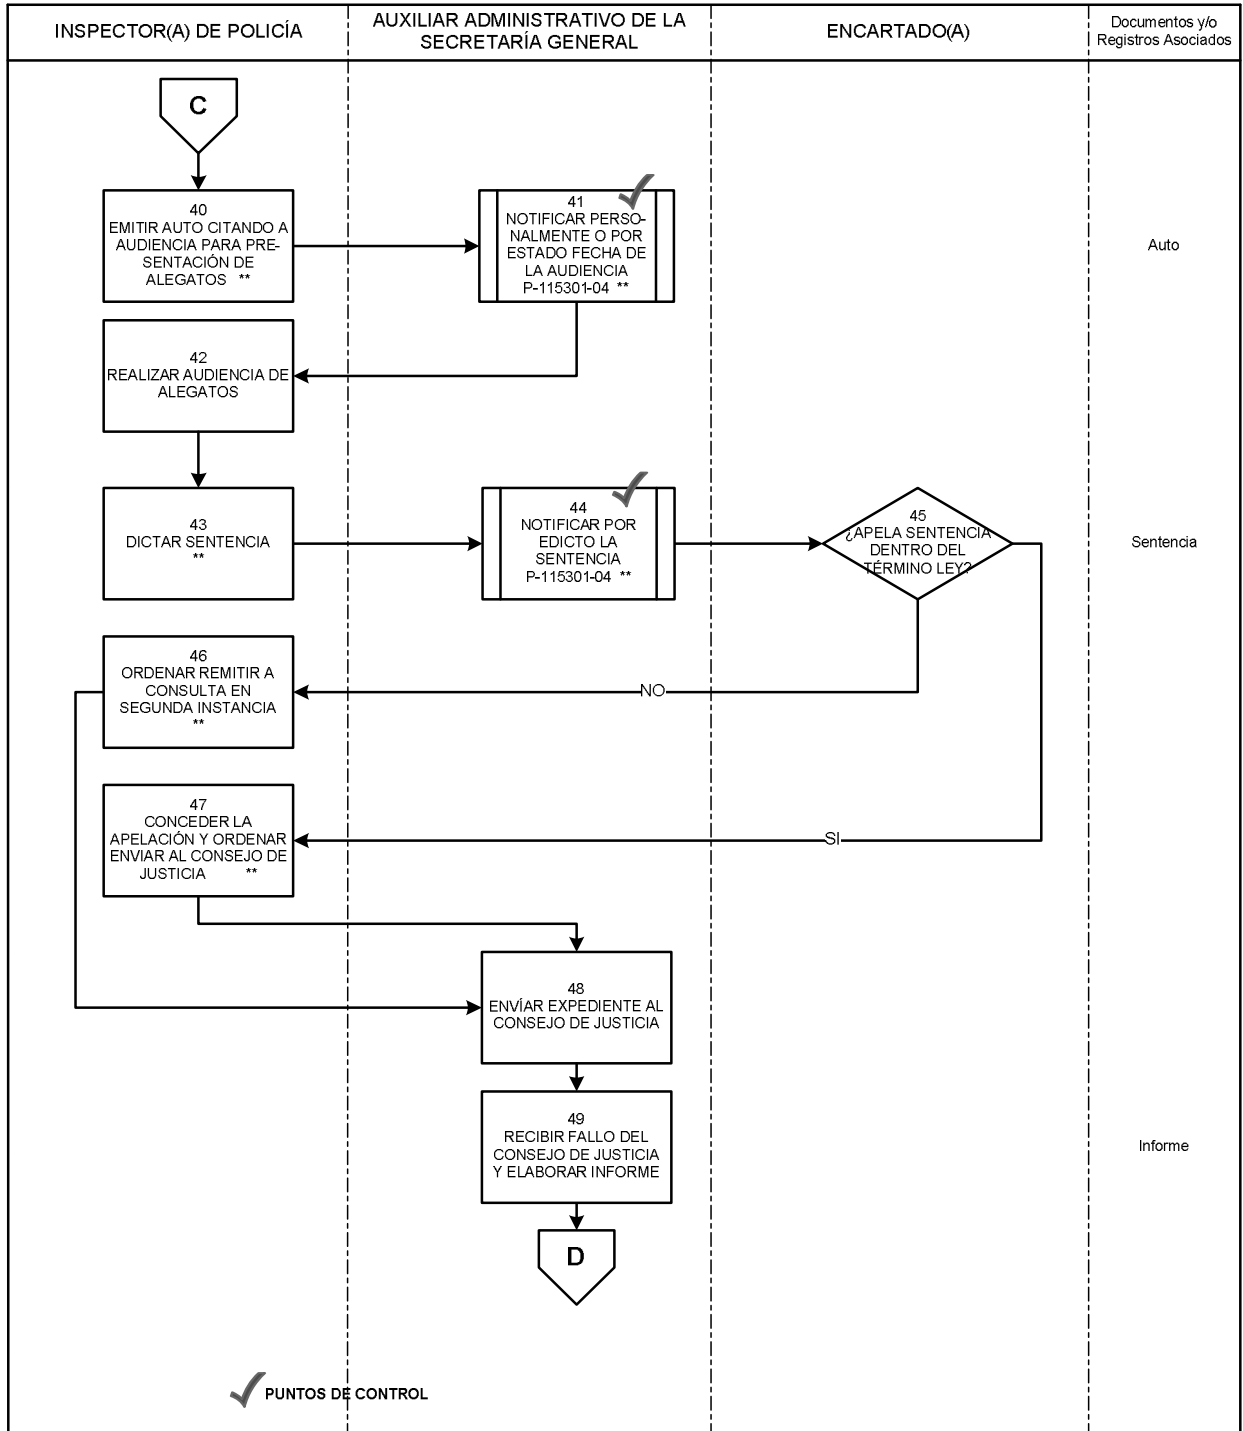 INSPECTOR(A) DE POLICÍA
AUXILIAR ADMINISTRATIVO DE LA
SECRETARÍA GENERAL
ENCARTADO(A)
Documentos y/o
Registros Asociados
C
40
EMITIR AUTO CITANDO A
AUDIENCIA PARA PRE-
SENTACIÓN DE
ALEGATOS **
41
NOTIFICAR PERSO-
NALMENTE O POR
ESTADO FECHA DE
LA AUDIENCIA
P-115301-04 **
Auto
42
REALIZAR AUDIENCIA DE
ALEGATOS
43
DICTAR SENTENCIA
**
44
NOTIFICAR POR
EDICTO LA
SENTENCIA
P-115301-04 **
45
¿APELA SENTENCIA
DENTRO DEL
TÉRMINO LEY?
Sentencia
46
ORDENAR REMITIR A
CONSULTA EN
SEGUNDA INSTANCIA
**
NO
47
CONCEDER LA
APELACIÓN Y ORDENAR
ENVIAR AL CONSEJO DE
JUSTICIA **
SI
48
ENVÍAR EXPEDIENTE AL
CONSEJO DE JUSTICIA
49
RECIBIR FALLO DEL
CONSEJO DE JUSTICIA
Y ELABORAR INFORME
Informe
D
PUNTOS DE CONTROL